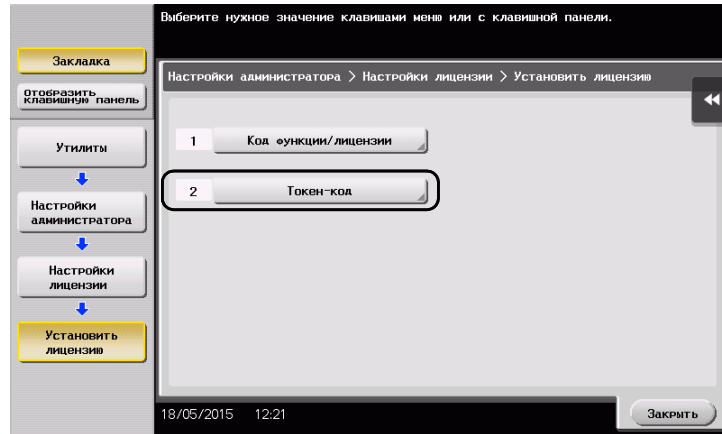 Выберите нужное значение клавишами меню или с клавишной панели.
Закладка
Отобразить
клавишную панель
Утилиты
Настройки
администратора
Настройки
лицензии
Установить
лицензию
Настройки администратора > Настройки лицензии > Установить лицензию
1 Код функции/лицензии
2 Токен-код
18/05/2015 12:21
Закрыть